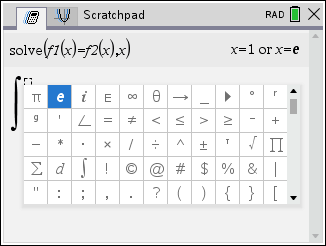 Scratchpad RAD
solve(f1(x)=f2(x),x) x=1 or x=e
∫
π e i E ∞ θ → _ ▶ ° ʳ
ᵍ ' ∠ = ≠ < ≤ > ≥ - +
− * · × / ÷ ^ ± ᵀ √ ∏
∑ d ∫ ! © @ # $ % & |
" : ; , . ? ( ) { } [